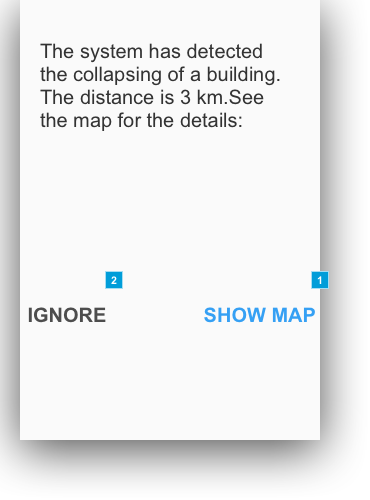 The system has detected
the collapsing of a building.
The distance is 3 km.See
the map for the details:
2
1
IGNORE
SHOW MAP